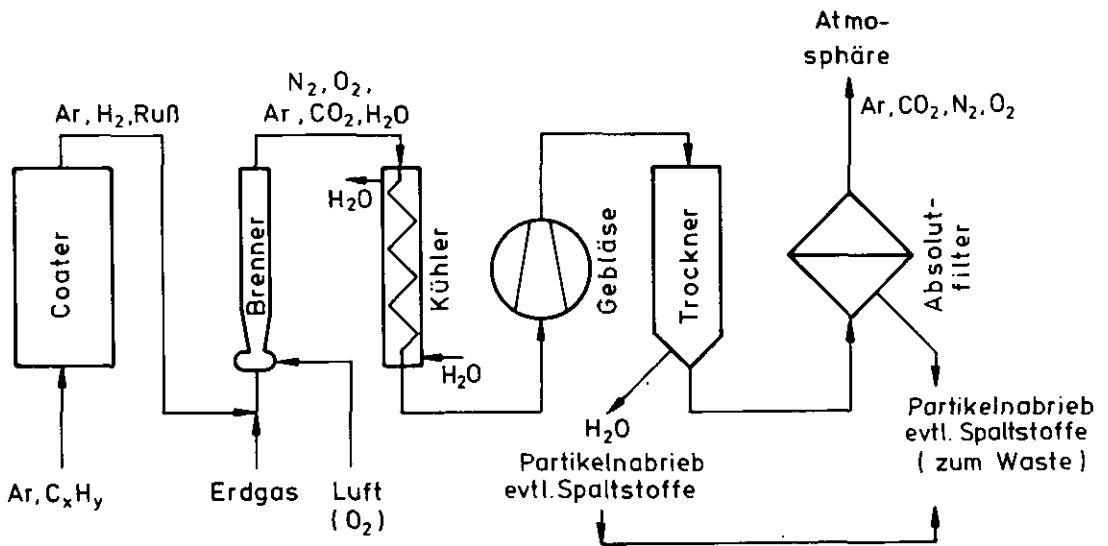 Atmo-
sphäre
N₂, O₂,
Ar, CO₂, H₂O
Ar, H₂, Ruß
Ar, CO₂, N₂, O₂
Coater
Brenner
H₂O
Kühler
H₂O
Gebläse
Trockner
Absolut-
filter
H₂O
Partikelnabrieb
evtl. Spaltstoffe
Partikelnabrieb
evtl. Spaltstoffe
( zum Waste )
Ar, CₓHᵧ
Erdgas
Luft
( O₂ )